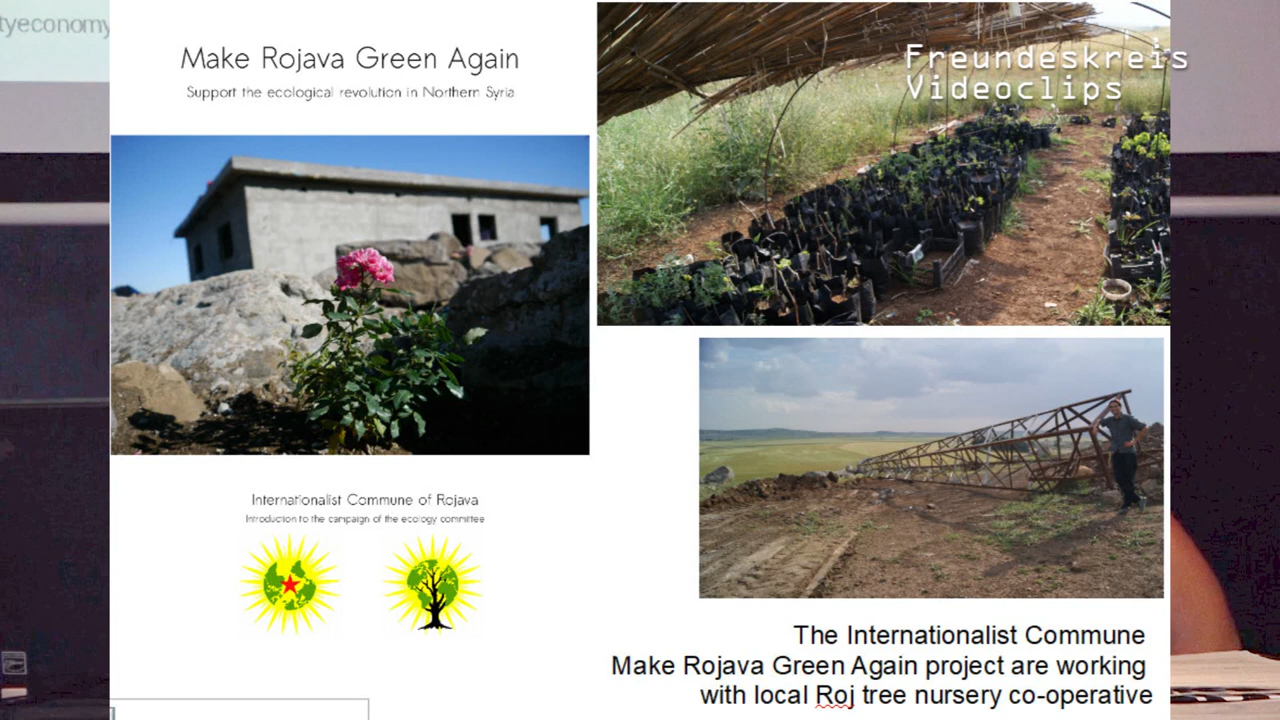 tyeconomy
Make Rojava Green Again
Support the ecological revolution in Northern Syria
Freundeskreis
Videoclips
Internationalist Commune of Rojava
Introduction to the campaign of the ecology committee
The Internationalist Commune
Make Rojava Green Again project are working
with local Roj tree nursery co-operative